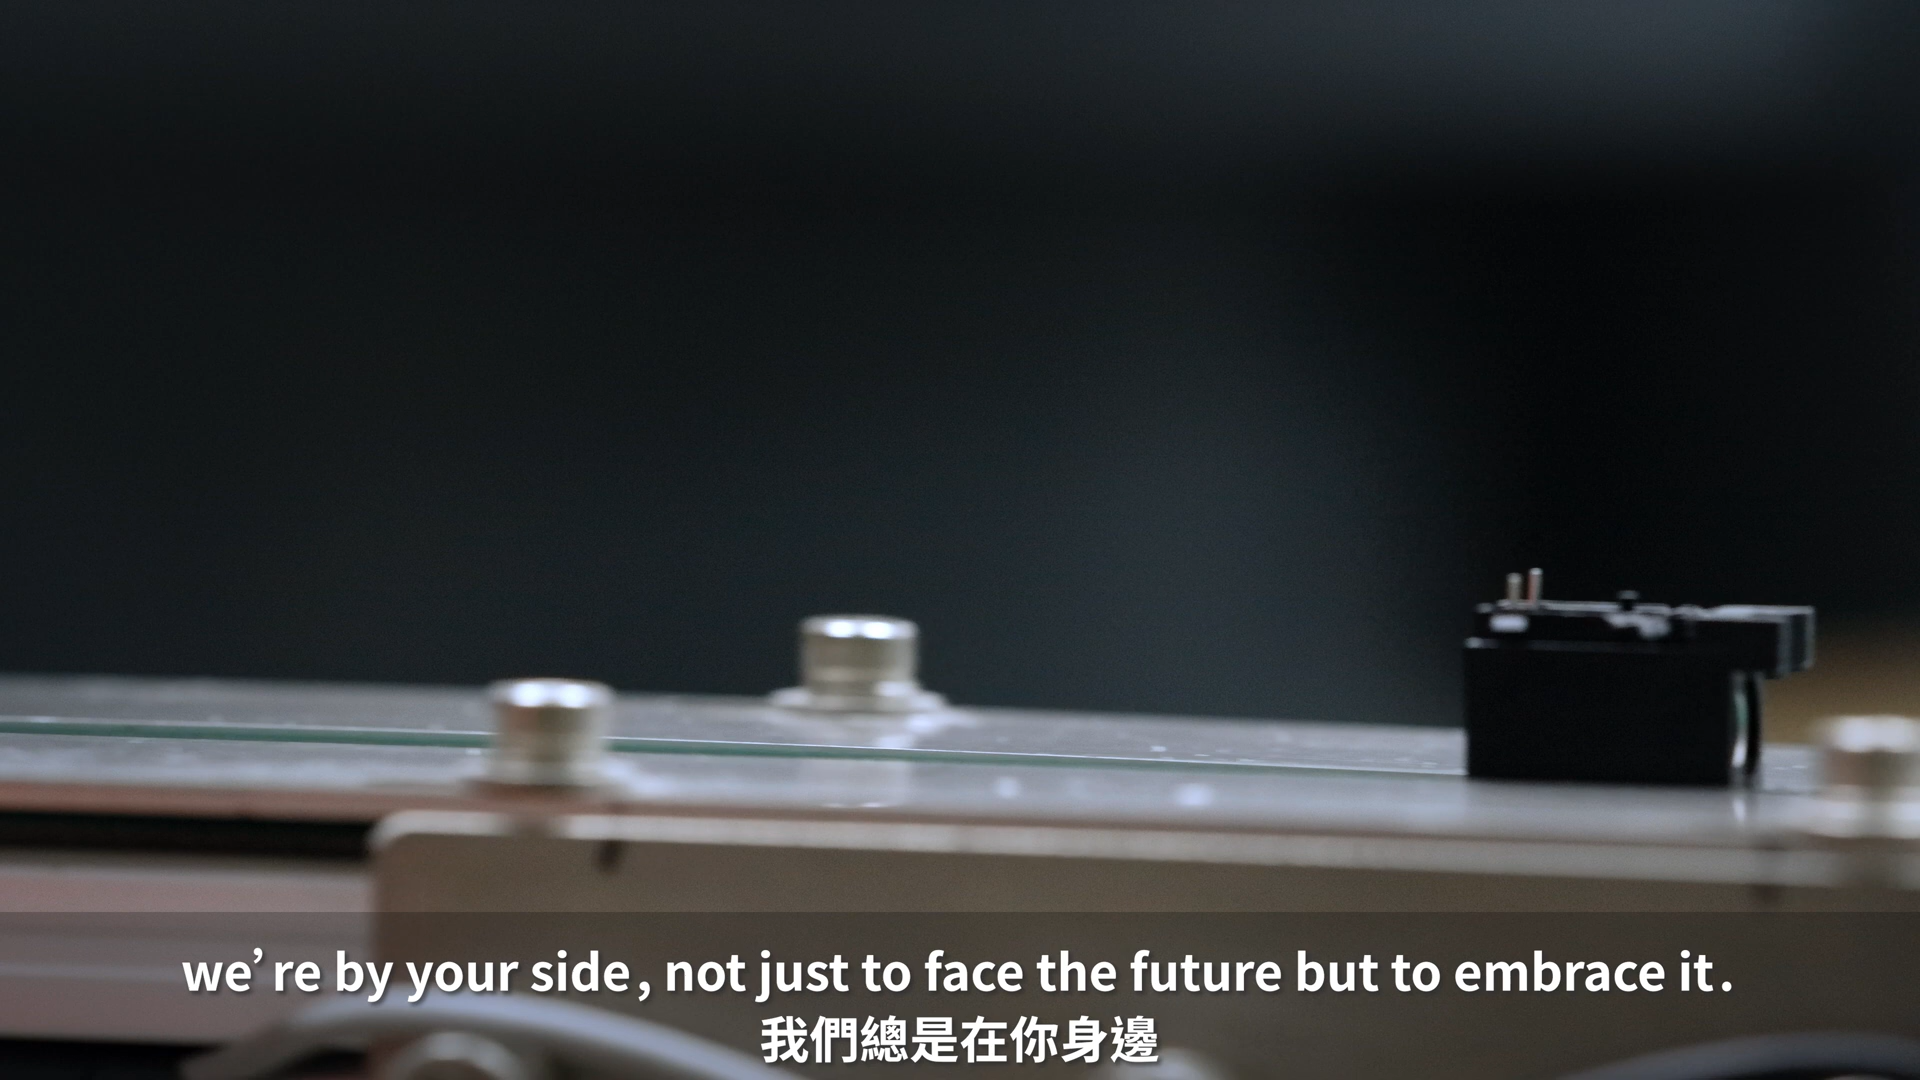 we’re by your side, not just to face the future but to embrace it.
我們總是在你身邊